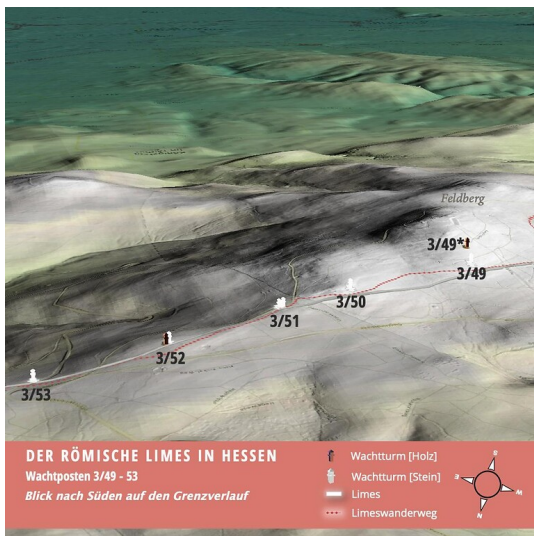 Feldberg
3/49*
3/49
3/50
3/51
3/52
3/53
DER RÖMISCHE LIMES IN HESSEN
Wachtposten 3/49 - 53
Blick nach Süden auf den Grenzverlauf
Wachtturm [Holz]
Wachtturm [Stein]
Limes
Limeswanderweg
W
N